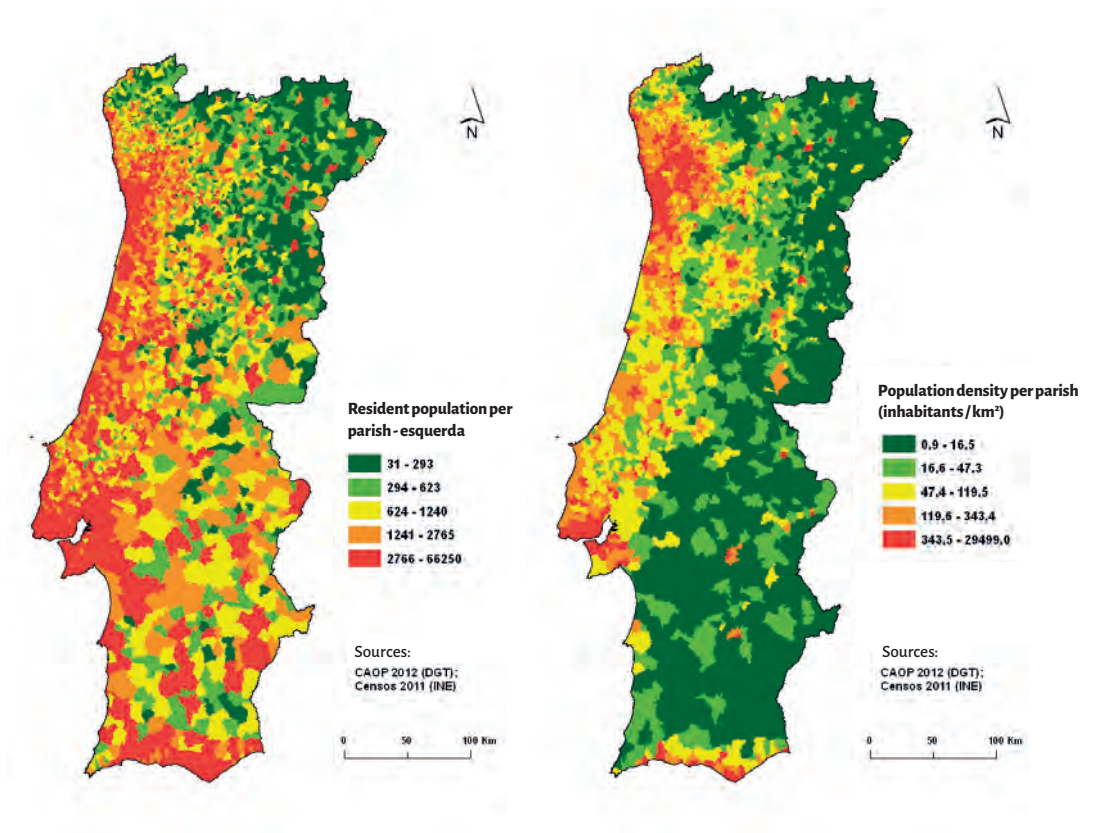 N
Resident population per
parish - esquerda
31 - 293
294 - 623
624 - 1240
1241 - 2765
2766 - 66250
Sources:
CAOP 2012 (DGT);
Censos 2011 (INE)
0 50 100 Km
N
Population density per parish
(inhabitants / km²)
0.9 - 16.5
16,6 - 47.3
47,4 - 119,5
119,6 - 343,4
343,5 - 29499,0
Sources:
CAOP 2012 (DGT);
Censos 2011 (INE)
0 50 100 Km